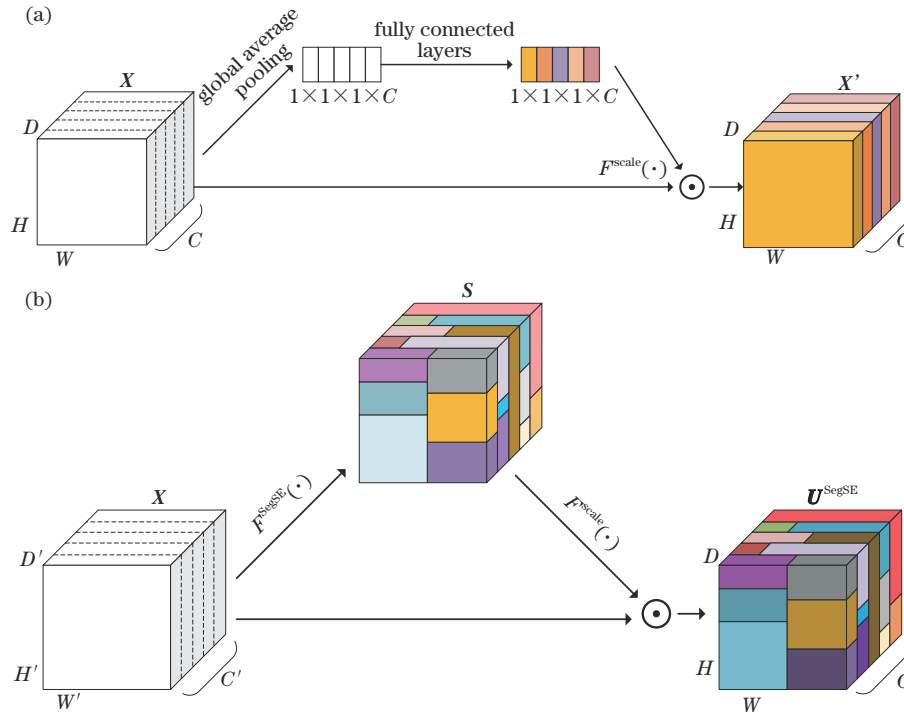 (a)
X
global average
pooling
1×1×1×C
fully connected
layers
1×1×1×C
D
H
W
C
F^scale(·)
X'
D
H
W
C
(b)
S
F^SegSE(·)
F^scale(·)
X
D′
H′
W′
C′
U^SegSE
D
H
W
C